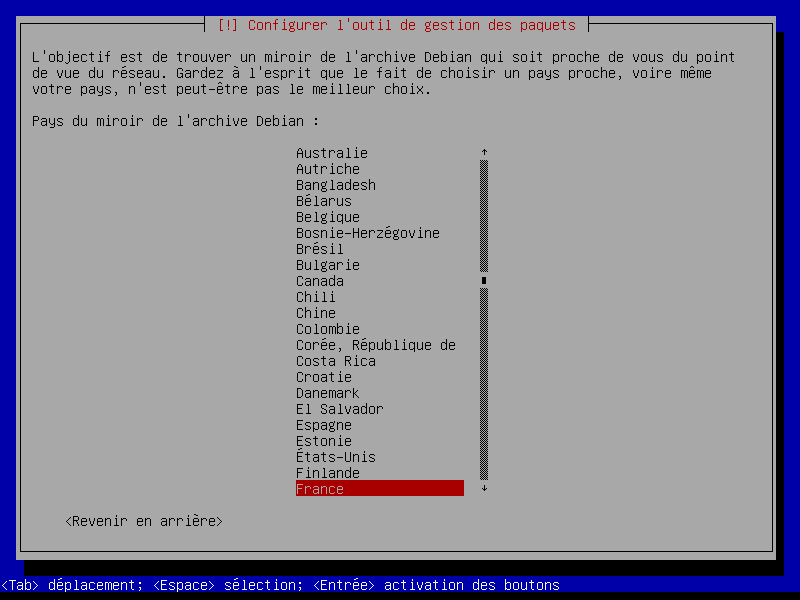 [!] Configurer l'outil de gestion des paquets
L'objectif est de trouver un miroir de l'archive Debian qui soit proche de vous du point
de vue du réseau. Gardez à l'esprit que le fait de choisir un pays proche, voire même
votre pays, n'est peut-être pas le meilleur choix.
Pays du miroir de l'archive Debian :
Australie
Autriche
Bangladesh
Bélarus
Belgique
Bosnie-Herzégovine
Brésil
Bulgarie
Canada
Chili
Chine
Colombie
Corée, République de
Costa Rica
Croatie
Danemark
El Salvador
Espagne
Estonie
États-Unis
Finlande
France
<Revenir en arrière>
<Tab> déplacement; <Espace> sélection; <Entrée> activation des boutons